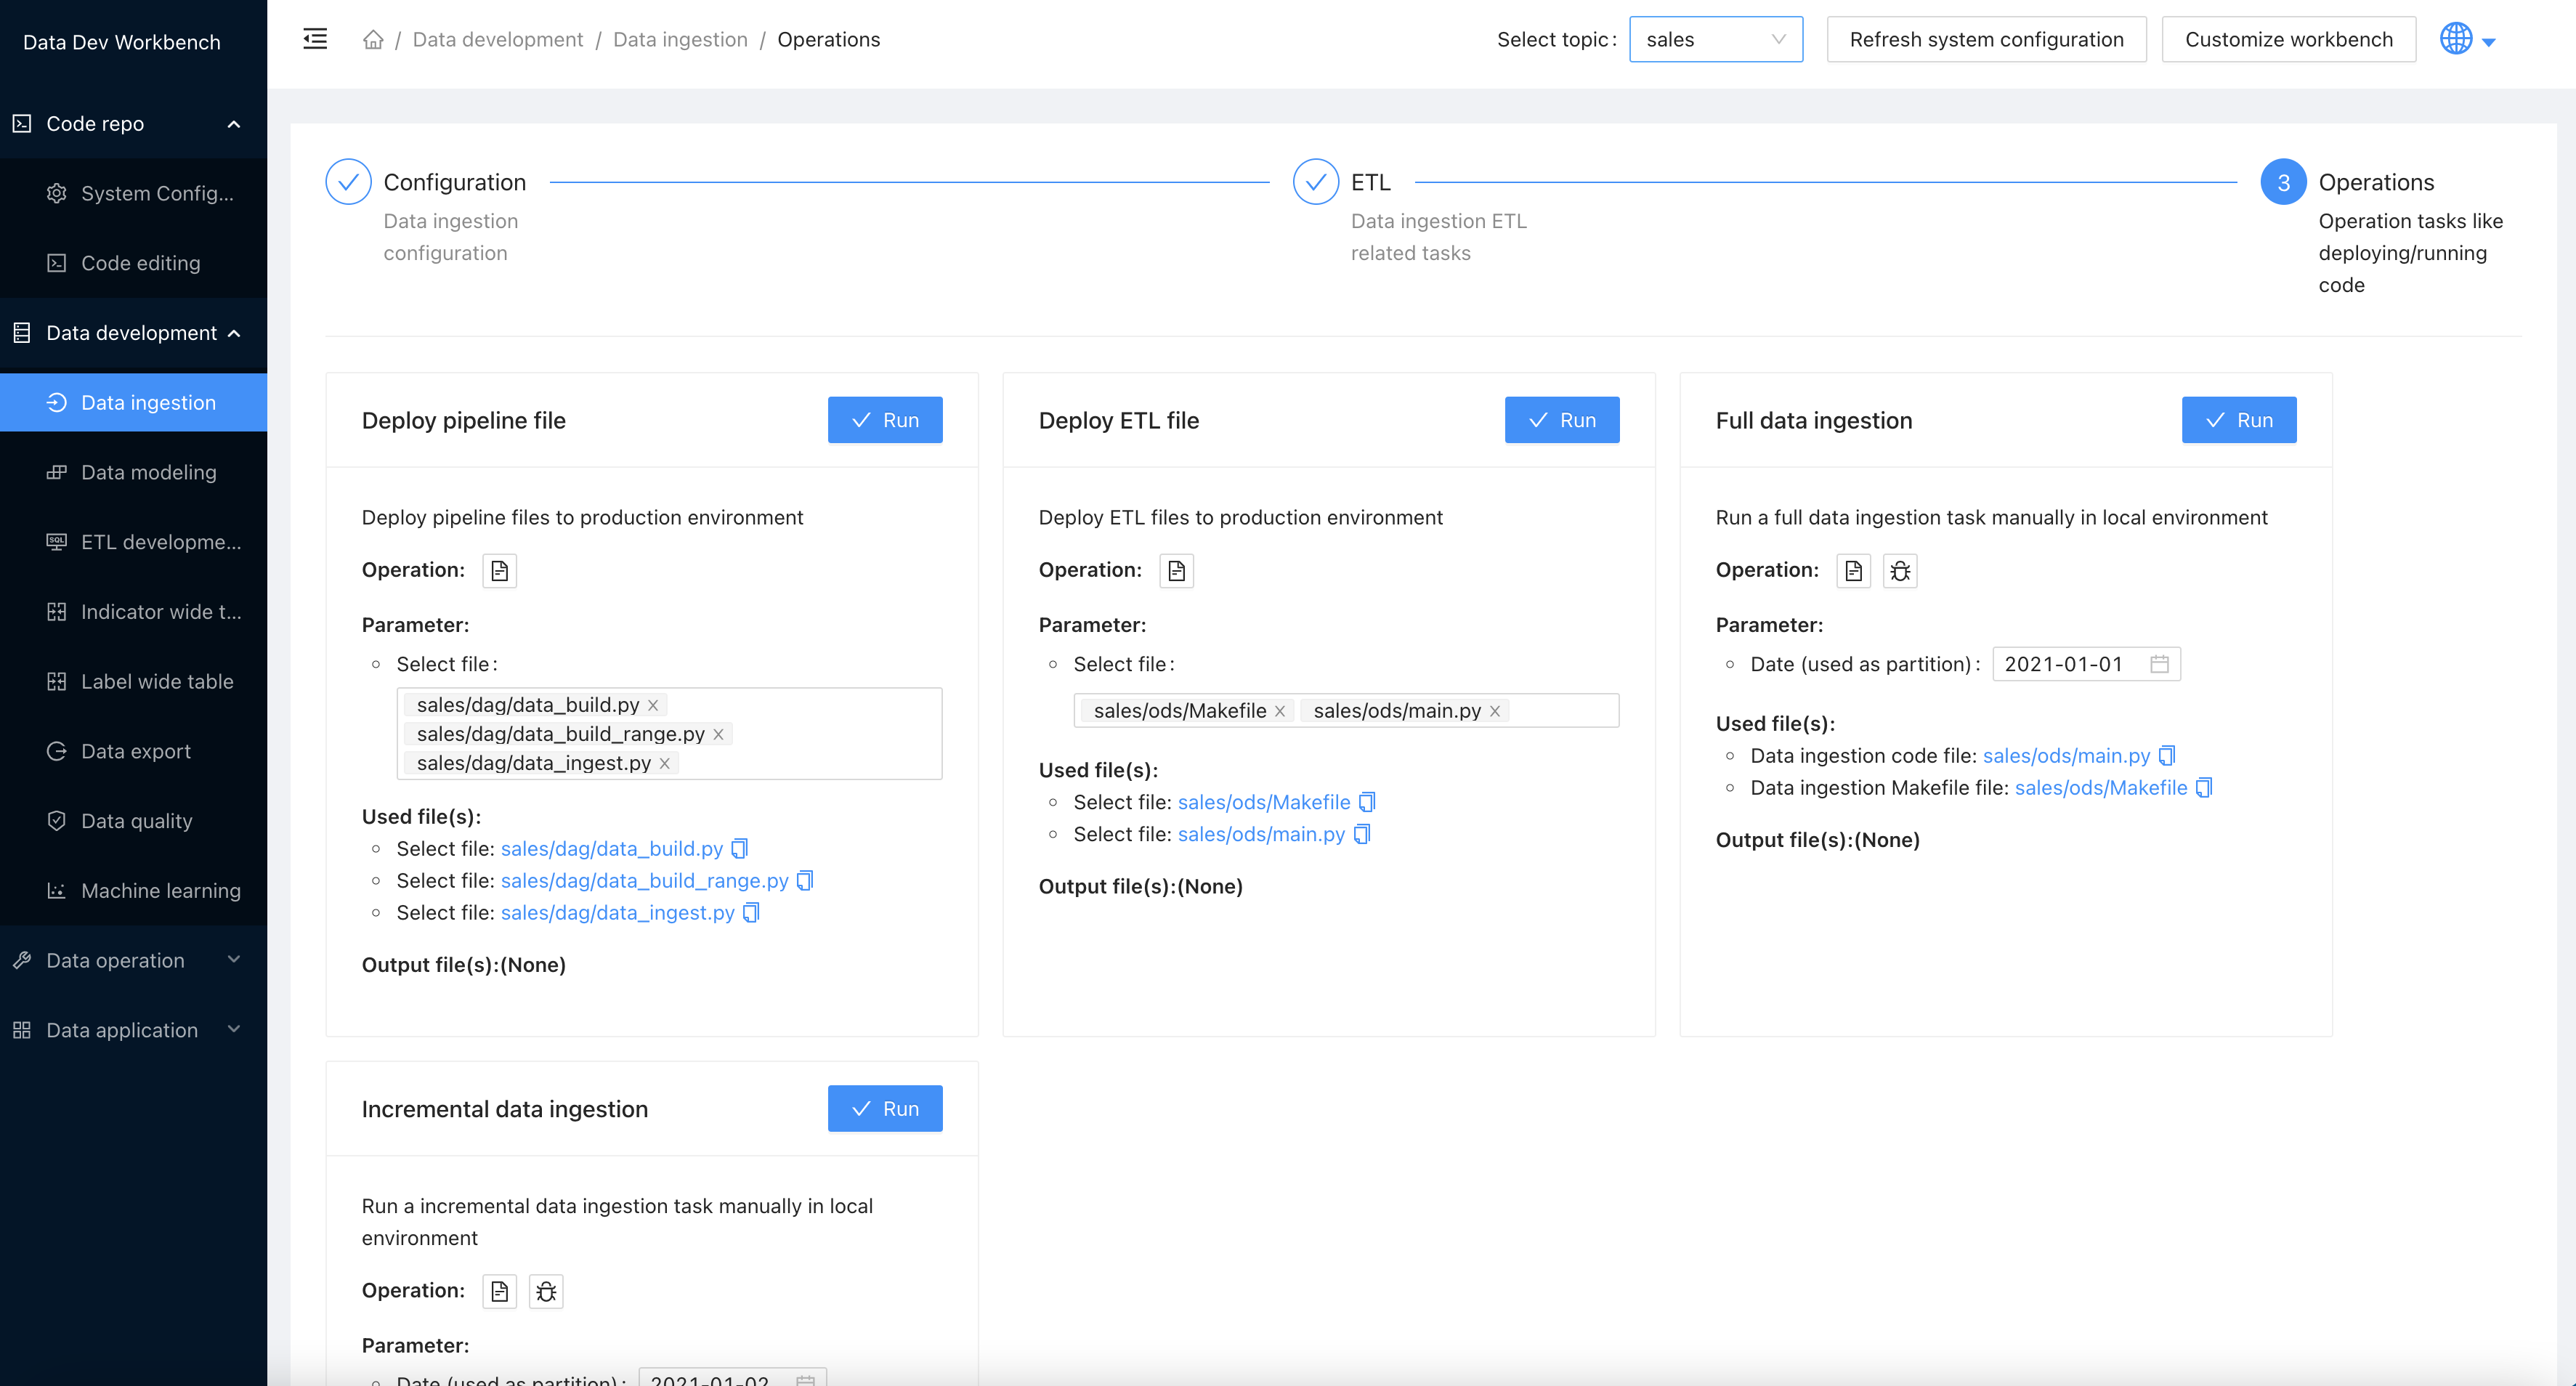 Data Dev Workbench
Code repo
System Config...
Code editing
Data development
Data ingestion
Data modeling
SQL
ETL developme...
Indicator wide t...
Label wide table
Data export
Data quality
Machine learning
Data operation
Data application
/ Data development / Data ingestion / Operations
Select topic: sales
Refresh system configuration
Customize workbench
Configuration
Data ingestion
configuration
ETL
Data ingestion ETL
related tasks
3 Operations
Operation tasks like
deploying/running
code
Deploy pipeline file
Run
Deploy pipeline files to production environment
Operation:
Parameter:
Select file:
sales/dag/data_build.py
sales/dag/data_build_range.py
sales/dag/data_ingest.py
Used file(s):
Select file: sales/dag/data_build.py
Select file: sales/dag/data_build_range.py
Select file: sales/dag/data_ingest.py
Output file(s):(None)
Deploy ETL file
Run
Deploy ETL files to production environment
Operation:
Parameter:
Select file:
sales/ods/Makefile sales/ods/main.py
Used file(s):
Select file: sales/ods/Makefile
Select file: sales/ods/main.py
Output file(s):(None)
Full data ingestion
Run
Run a full data ingestion task manually in local environment
Operation:
Parameter:
Date (used as partition): 2021-01-01
Used file(s):
Data ingestion code file: sales/ods/main.py
Data ingestion Makefile file: sales/ods/Makefile
Output file(s):(None)
Incremental data ingestion
Run
Run a incremental data ingestion task manually in local
environment
Operation:
Parameter:
Date (used as partition): 2021-01-02